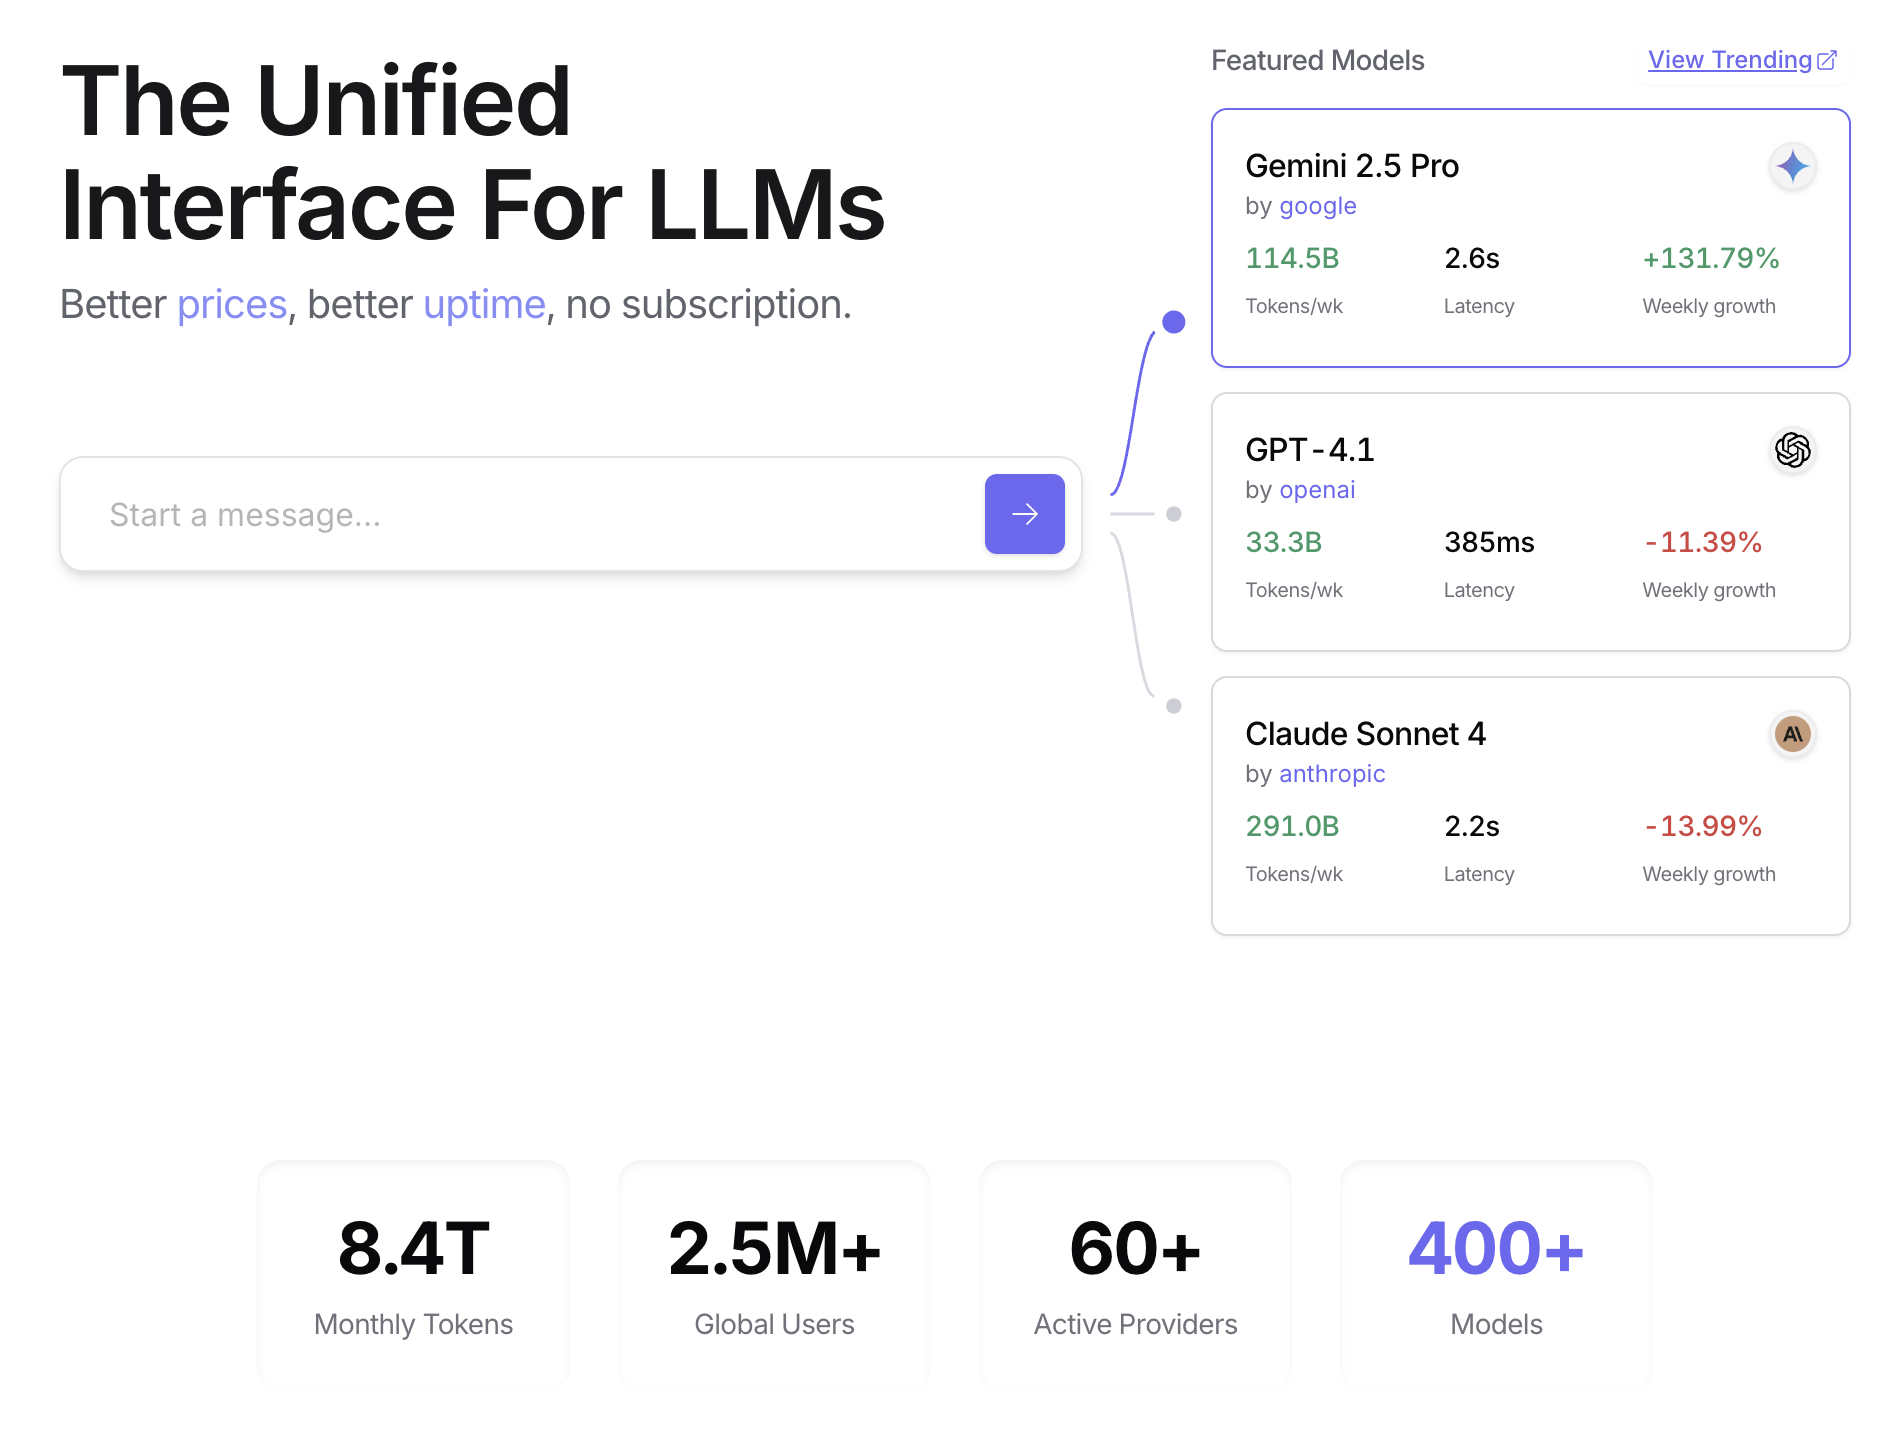 The Unified
Interface For LLMs
Better prices, better uptime, no subscription.
Start a message...
Featured Models
View Trending
Gemini 2.5 Pro
by google
114.5B 2.6s +131.79%
Tokens/wk Latency Weekly growth
GPT-4.1
by openai
33.3B 385ms -11.39%
Tokens/wk Latency Weekly growth
Claude Sonnet 4
by anthropic
291.0B 2.2s -13.99%
Tokens/wk Latency Weekly growth
8.4T 2.5M+ 60+ 400+
Monthly Tokens Global Users Active Providers Models